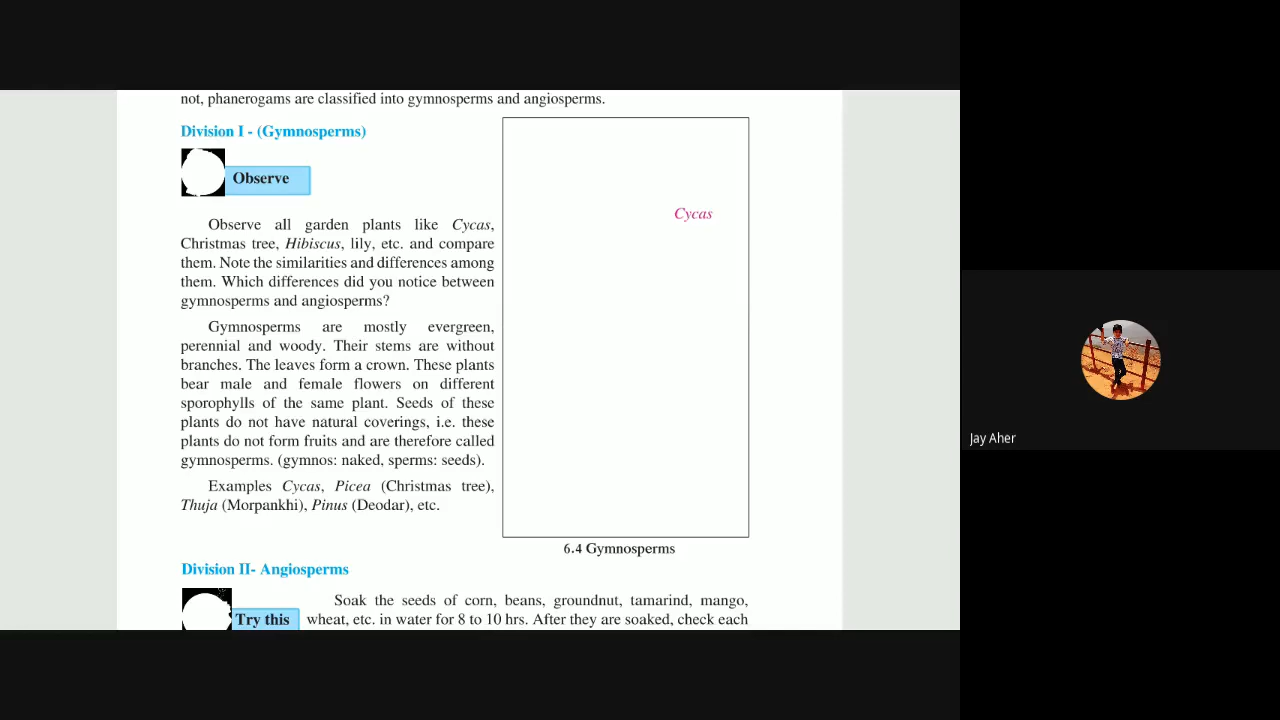 not, phanerogams are classified into gymnosperms and angiosperms.
Division I - (Gymnosperms)
Observe
Observe all garden plants like Cycas,
Christmas tree, Hibiscus, lily, etc. and compare
them. Note the similarities and differences among
them. Which differences did you notice between
gymnosperms and angiosperms?
Gymnosperms are mostly evergreen,
perennial and woody. Their stems are without
branches. The leaves form a crown. These plants
bear male and female flowers on different
sporophylls of the same plant. Seeds of these
plants do not have natural coverings, i.e. these
plants do not form fruits and are therefore called
gymnosperms. (gymnos: naked, sperms: seeds).
Examples Cycas, Picea (Christmas tree),
Thuja (Morpankhi), Pinus (Deodar), etc.
Cycas
6.4 Gymnosperms
Division II- Angiosperms
Try this
Soak the seeds of corn, beans, groundnut, tamarind, mango,
wheat, etc. in water for 8 to 10 hrs. After they are soaked, check each
Jay Aher